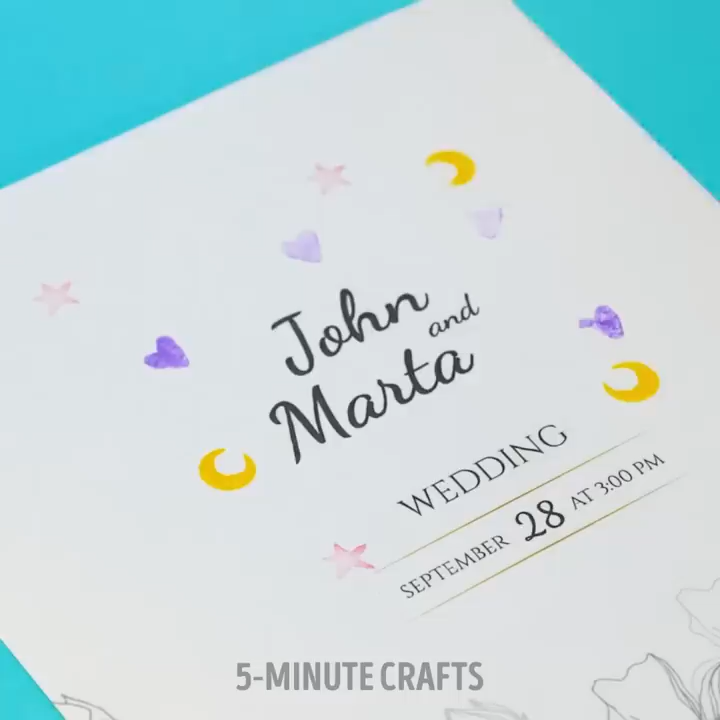 John
and
Marta
WEDDING
SEPTEMBER 28 AT 3:00 PM
5-MINUTE CRAFTS